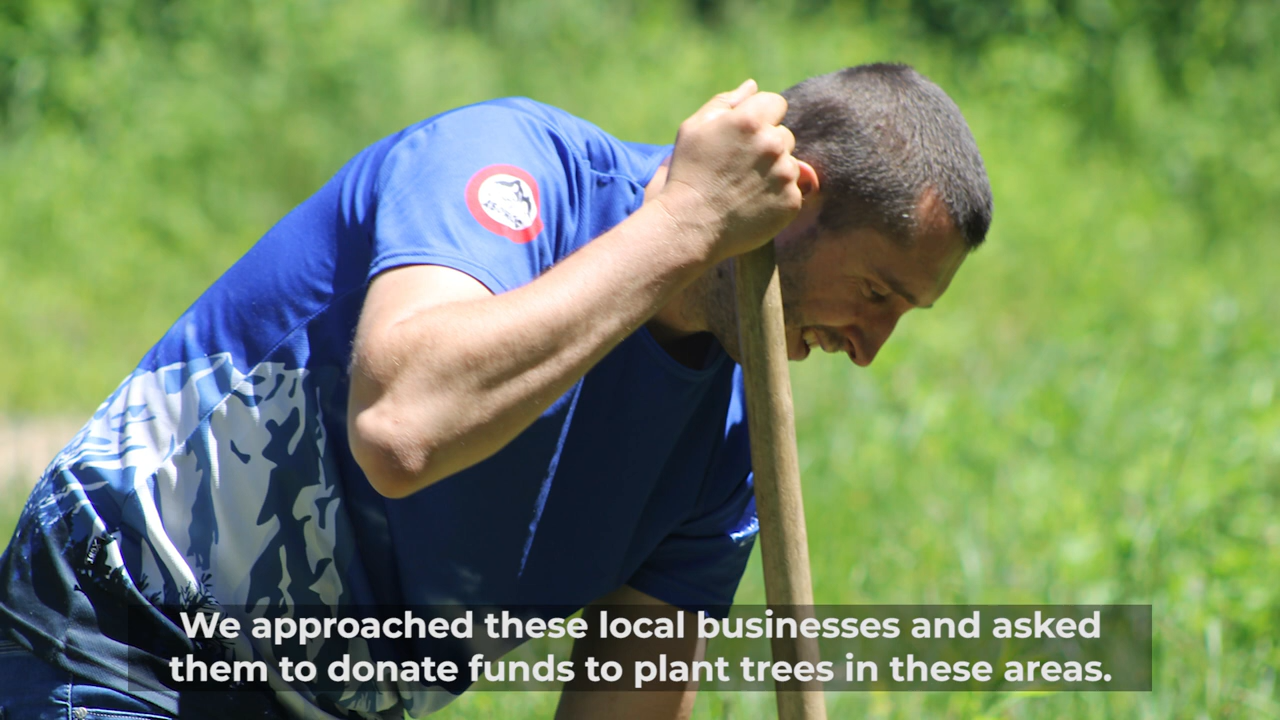 We approached these local businesses and asked
them to donate funds to plant trees in these areas.